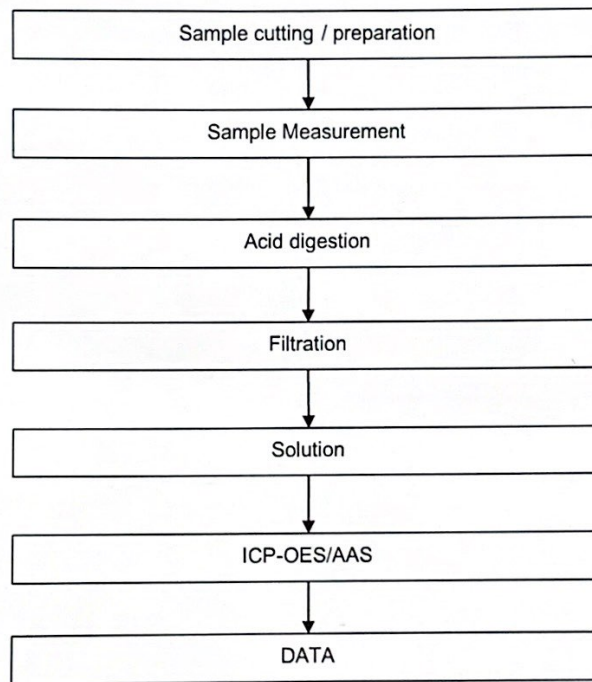 Sample cutting / preparation
Sample Measurement
Acid digestion
Filtration
Solution
ICP-OES/AAS
DATA